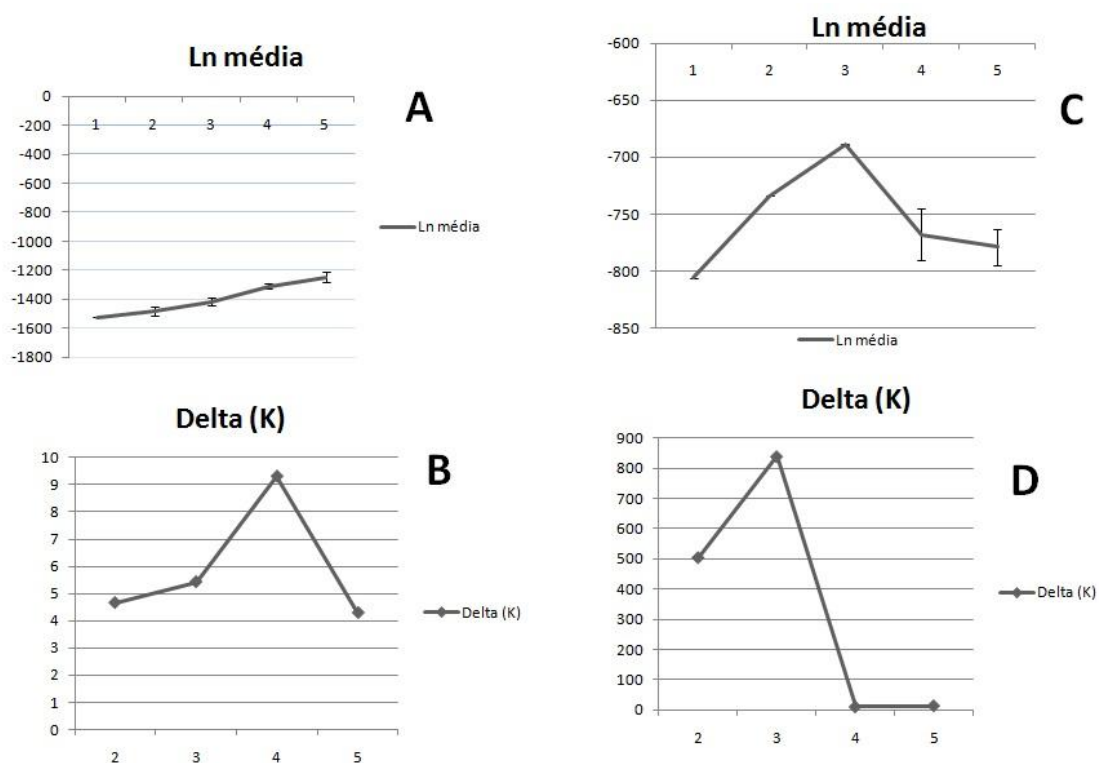 Ln média
0
-200
-400
-600
-800
-1000
-1200
-1400
-1600
-1800
1 2 3 4 5
Ln média
A
Delta (K)
10
9
8
7
6
5
4
3
2
1
0
2 3 4 5
Delta (K)
B
Ln média
-600
-650
-700
-750
-800
-850
1 2 3 4 5
Ln média
C
Delta (K)
900
800
700
600
500
400
300
200
100
0
2 3 4 5
Delta (K)
D